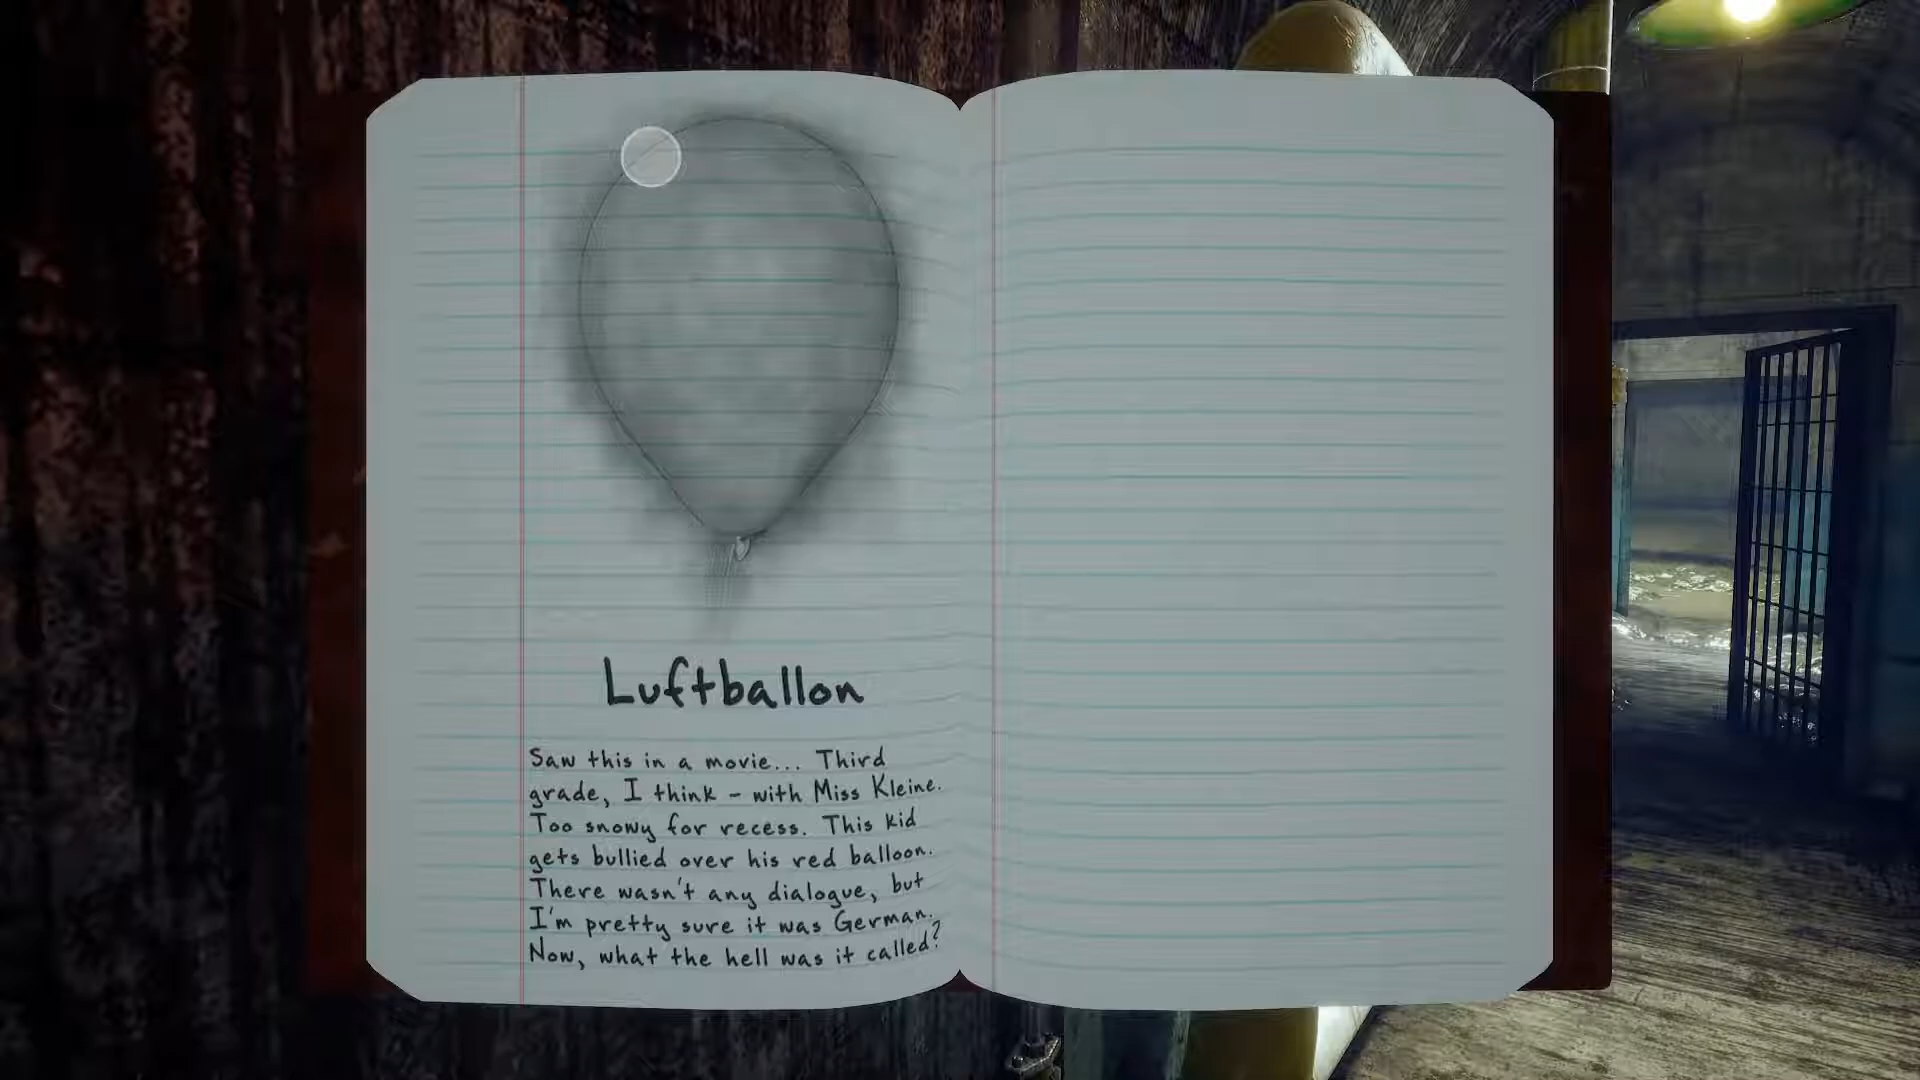 Luftballon
Saw this in a movie... Third
grade, I think - with Miss Kleine.
Too snowy for recess. This kid
gets bullied over his red balloon.
There wasn't any dialogue, but
I'm pretty sure it was German.
Now, what the hell was it called?